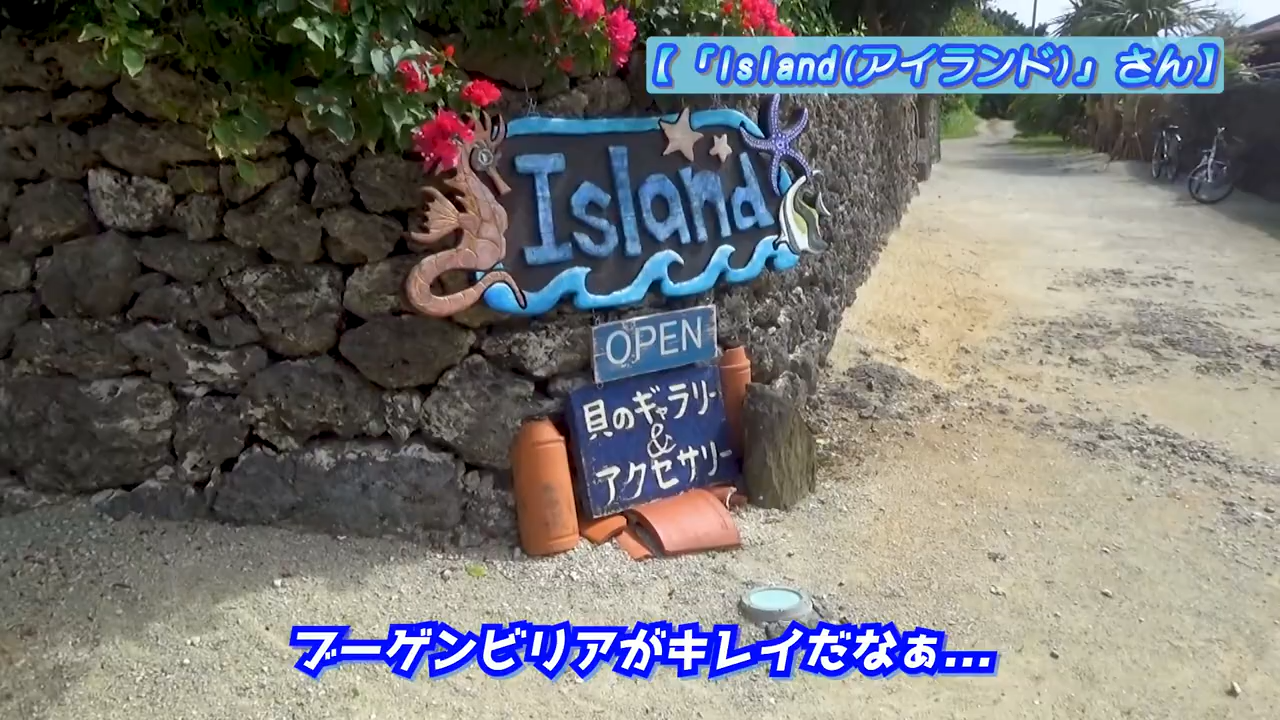 【「Island(アイランド)」さん】
Island
OPEN
貝のギャラリー
&
アクセサリー
ブーゲンビリアがキレイだなぁ...